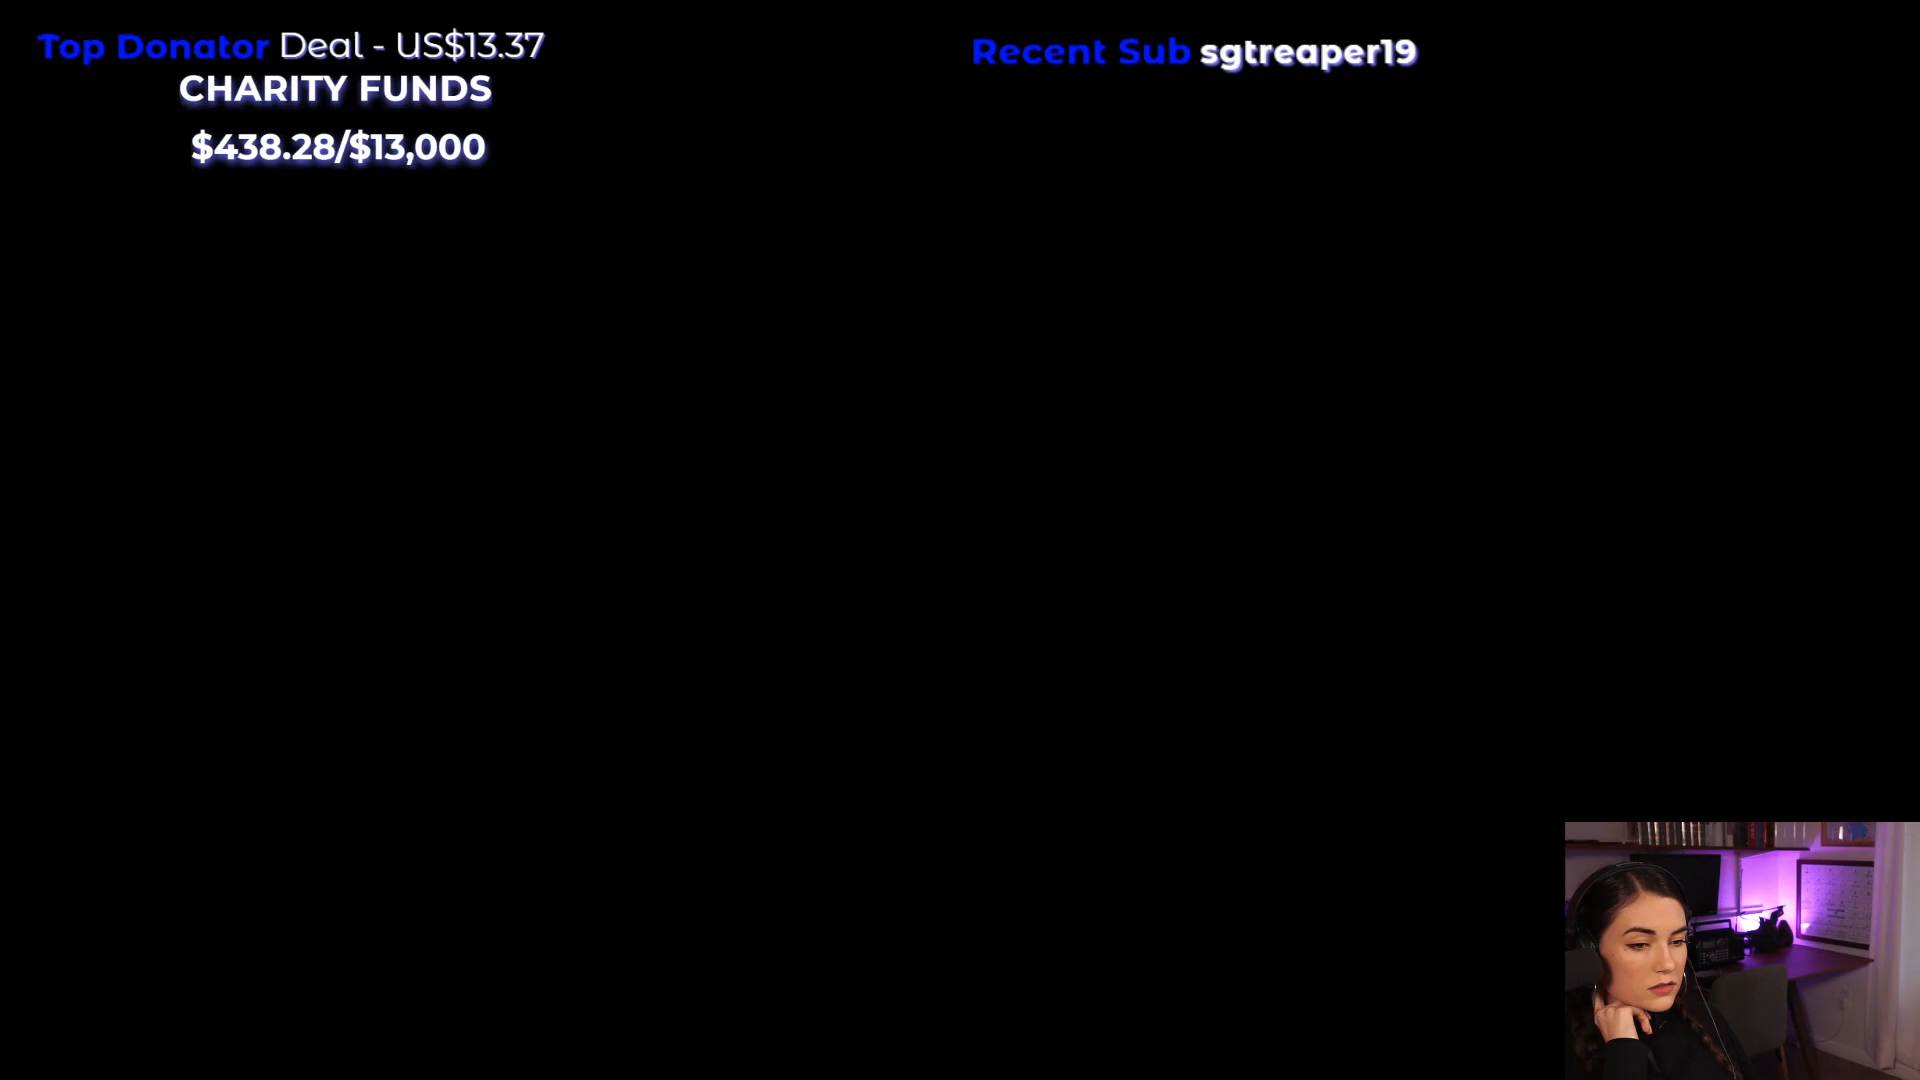 Top Donator Deal - US$13.37
CHARITY FUNDS
$438.28/$13,000
Recent Sub sgtreaper19